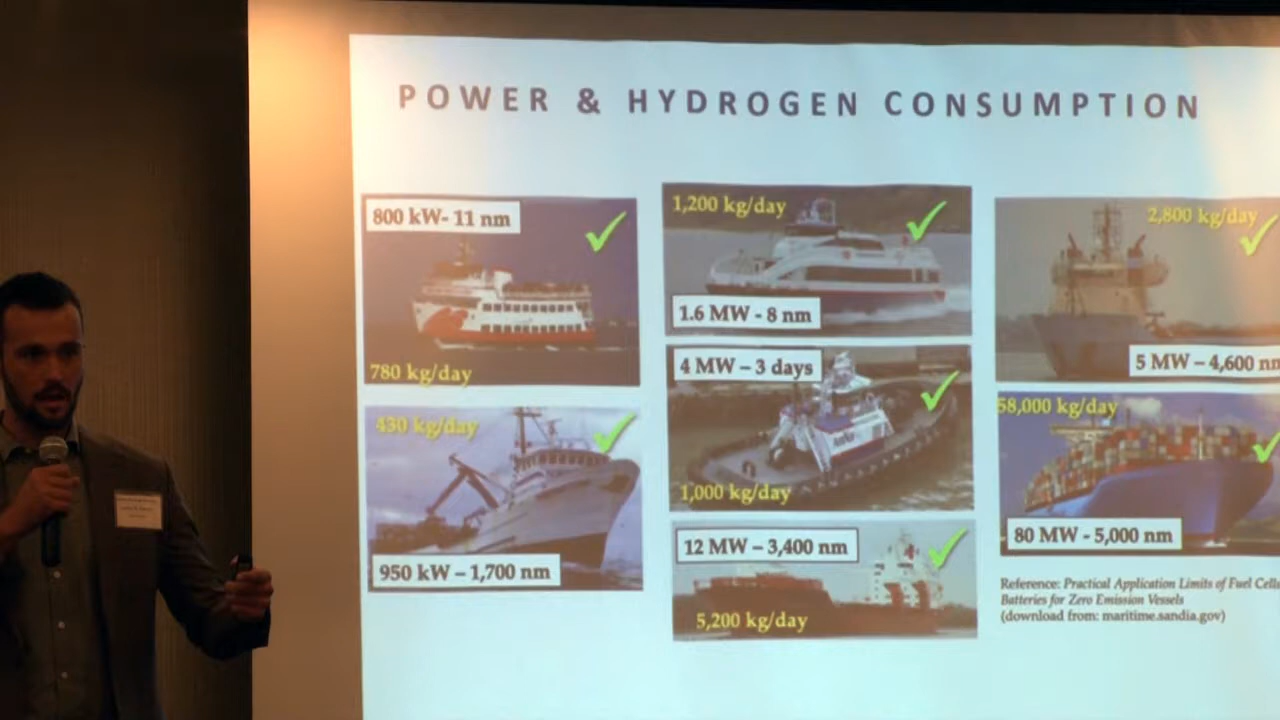 POWER & HYDROGEN CONSUMPTION
800 kW- 11 nm
780 kg/day
430 kg/day
950 kW – 1,700 nm
1,200 kg/day
1.6 MW - 8 nm
4 MW – 3 days
1,000 kg/day
12 MW – 3,400 nm
5,200 kg/day
2,800 kg/day
5 MW – 4,600 nm
58,000 kg/day
80 MW - 5,000 nm
Reference: Practical Application Limits of Fuel Cells
Batteries for Zero Emission Vessels
(download from: maritime.sandia.gov)